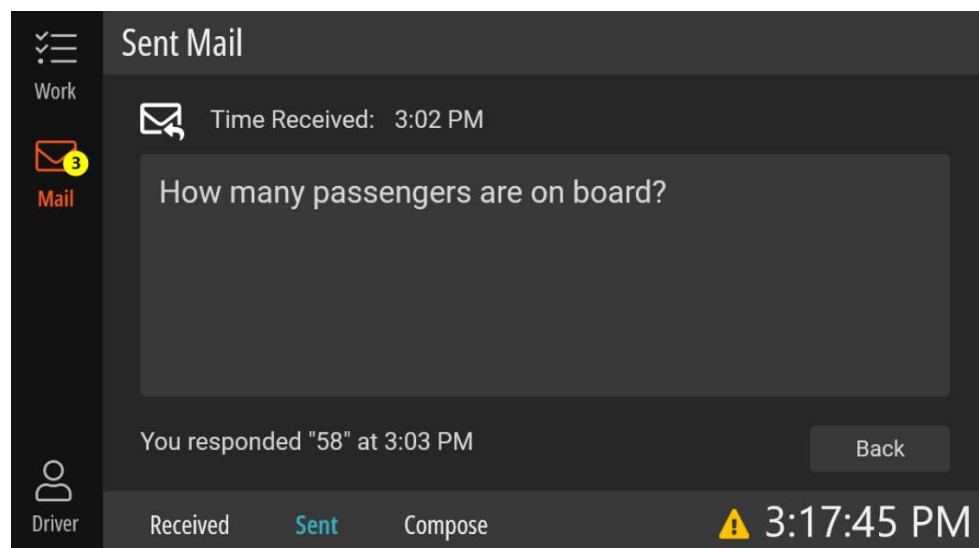 Sent Mail
Work
Time Received: 3:02 PM
3
Mail
How many passengers are on board?
You responded "58" at 3:03 PM
Back
Driver
Received Sent Compose
3:17:45 PM